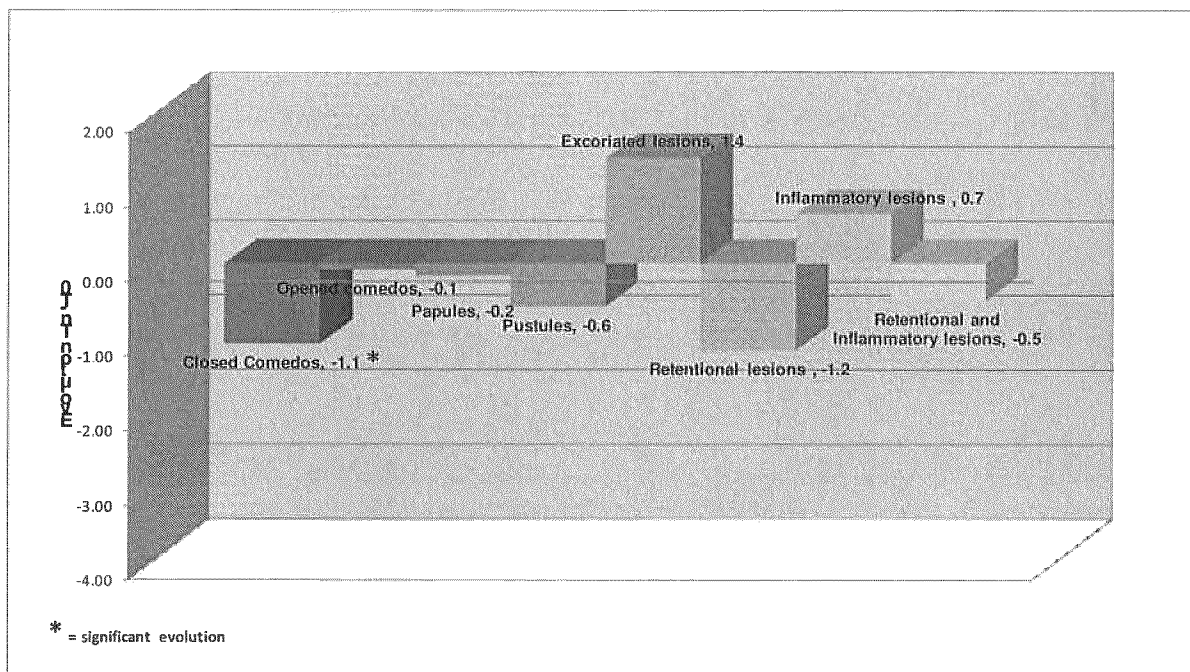 2.00
1.00
0.00
-1.00
-2.00
-3.00
-4.00
Excoriated lesions, 1.4
Inflammatory lesions , 0.7
Opened comedos, -0.1
Papules, -0.2
Pustules, -0.6
Retentional and
Inflammatory lesions, -0.5
Closed Comedos, -1.1 *
Retentional lesions , -1.2
* = significant evolution